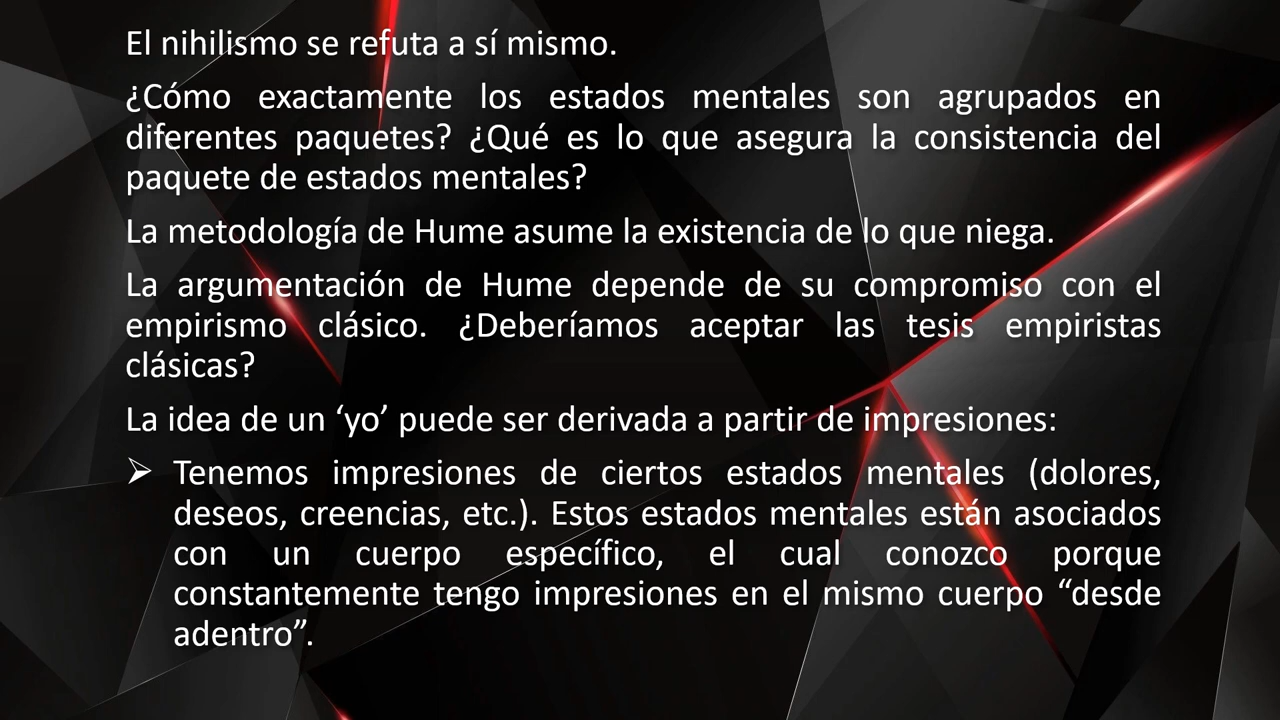 El nihilismo se refuta a sí mismo.
¿Cómo exactamente los estados mentales son agrupados en
diferentes paquetes? ¿Qué es lo que asegura la consistencia del
paquete de estados mentales?
La metodología de Hume asume la existencia de lo que niega.
La argumentación de Hume depende de su compromiso con el
empirismo clásico. ¿Deberíamos aceptar las tesis empiristas
clásicas?
La idea de un ‘yo’ puede ser derivada a partir de impresiones:
➢ Tenemos impresiones de ciertos estados mentales (dolores,
deseos, creencias, etc.). Estos estados mentales están asociados
con un cuerpo específico, el cual conozco porque
constantemente tengo impresiones en el mismo cuerpo “desde
adentro”.